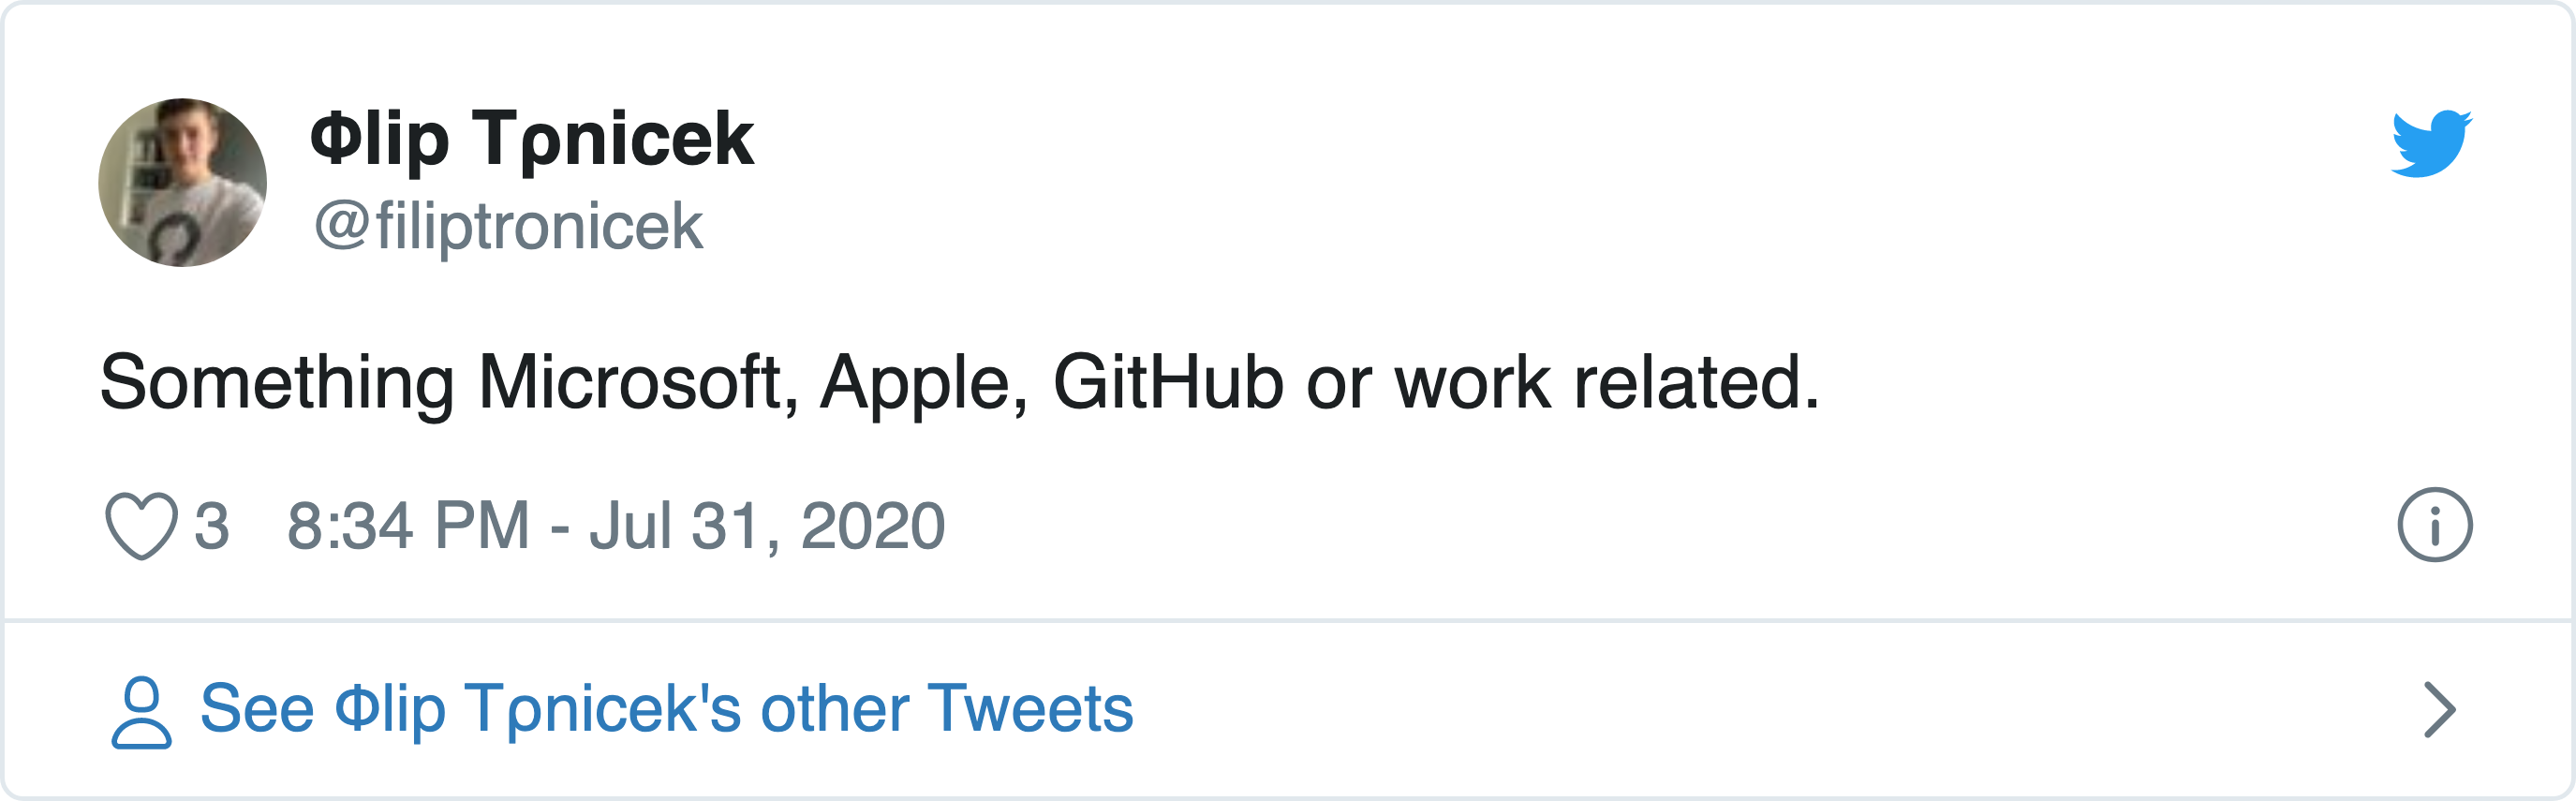 Φlip Tρnicek
@filiptronicek
Something Microsoft, Apple, GitHub or work related.
3 8:34 PM - Jul 31, 2020
See Φlip Tρnicek's other Tweets